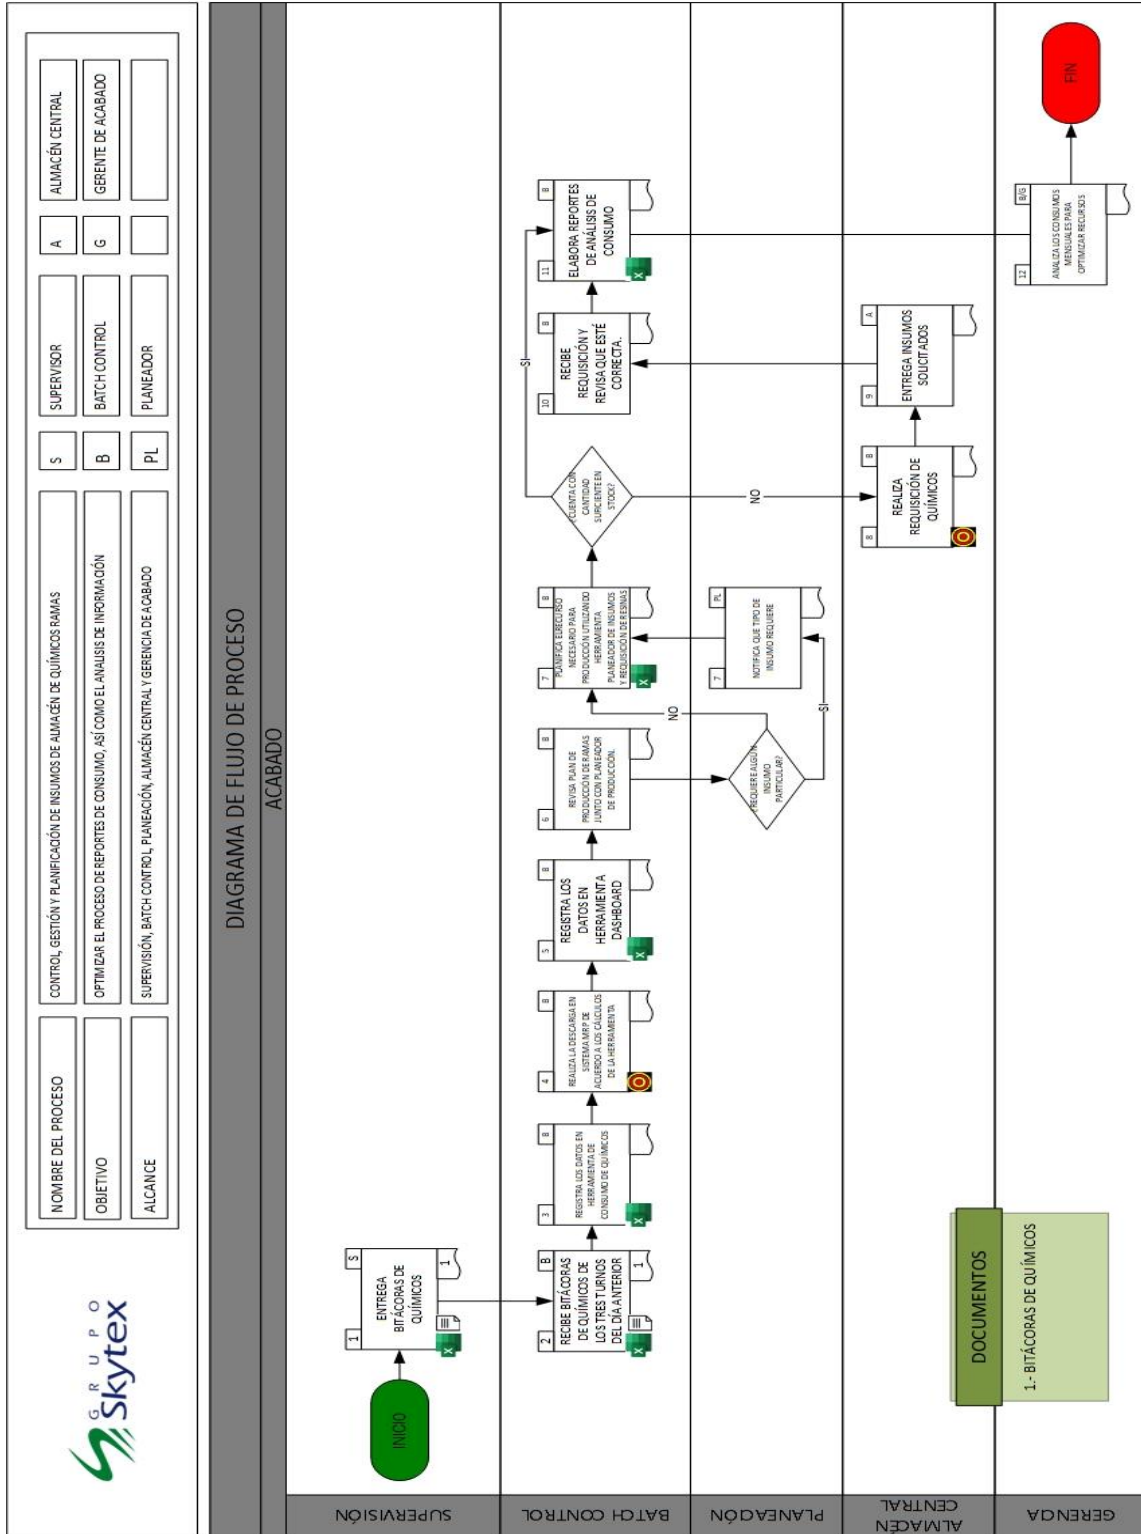 GRUPO
Skytex
NOMBRE DEL PROCESO
CONTROL, GESTIÓN Y PLANIFICACIÓN DE INSUMOS DE ALMACÉN DE QUÍMICOS RAMAS
S
SUPERVISOR
A
ALMACÉN CENTRAL
OBJETIVO
OPTIMIZAR EL PROCESO DE REPORTES DE CONSUMO, ASÍ COMO EL ANALISIS DE INFORMACIÓN
B
BATCH CONTROL
G
GERENTE DE ACABADO
ALCANCE
SUPERVISIÓN, BATCH CONTROL, PLANEACIÓN, ALMACÉN CENTRAL Y GERENCIA DE ACABADO
PL
PLANEADOR
DIAGRAMA DE FLUJO DE PROCESO
ACABADO
SUPERVISIÓN
INICIO
1
S
ENTREGA
BITÁCORAS DE
QUÍMICOS
1
BATCH CONTROL
2
B
RECIBE BITÁCORAS
DE QUÍMICOS DE
LOS TRES TURNOS
DEL DÍA ANTERIOR
1
3
B
REGISTRA LOS DATOS EN
HERRAMIENTA DE
CONSUMO DE QUÍMICOS
4
B
REALIZA LA DESCARGA EN
SISTEMA MRP DE
ACUERDO A LOS CÁLCULOS
DE LA HERRAMIENTA
5
B
REGISTRA LOS
DATOS EN
HERRAMIENTA
DASHBOARD
6
B
REVISA PLAN DE
PRODUCCIÓN DE RAMAS
JUNTO CON PLANEADOR
DE PRODUCCIÓN.
7
B
PLANIFICA EL RECURSO
NECESARIO PARA
PRODUCCIÓN UTILIZANDO
HERRAMIENTA
PLANEADOR DE INSUMOS
Y REQUISICIÓN DE RESINAS
¿CUENTA CON
CANTIDAD
SUFICIENTE EN
STOCK?
SI
NO
10
B
RECIBE
REQUISICIÓN Y
REVISA QUE ESTÉ
CORRECTA.
11
B
ELABORA REPORTES
DE ANÁLISIS DE
CONSUMO
PLANEACIÓN
¿REQUIERE ALGÚN
INSUMO
PARTICULAR?
NO
SI
7
PL
NOTIFICA QUE TIPO DE
INSUMO REQUIERE
ALMACÉN
CENTRAL
8
B
REALIZA
REQUISICIÓN DE
QUÍMICOS
9
A
ENTREGA INSUMOS
SOLICITADOS
GERENCIA
12
B/G
ANALIZA LOS CONSUMOS
MENSUALES PARA
OPTIMIZAR RECURSOS
FIN
DOCUMENTOS
1.- BITÁCORAS DE QUÍMICOS